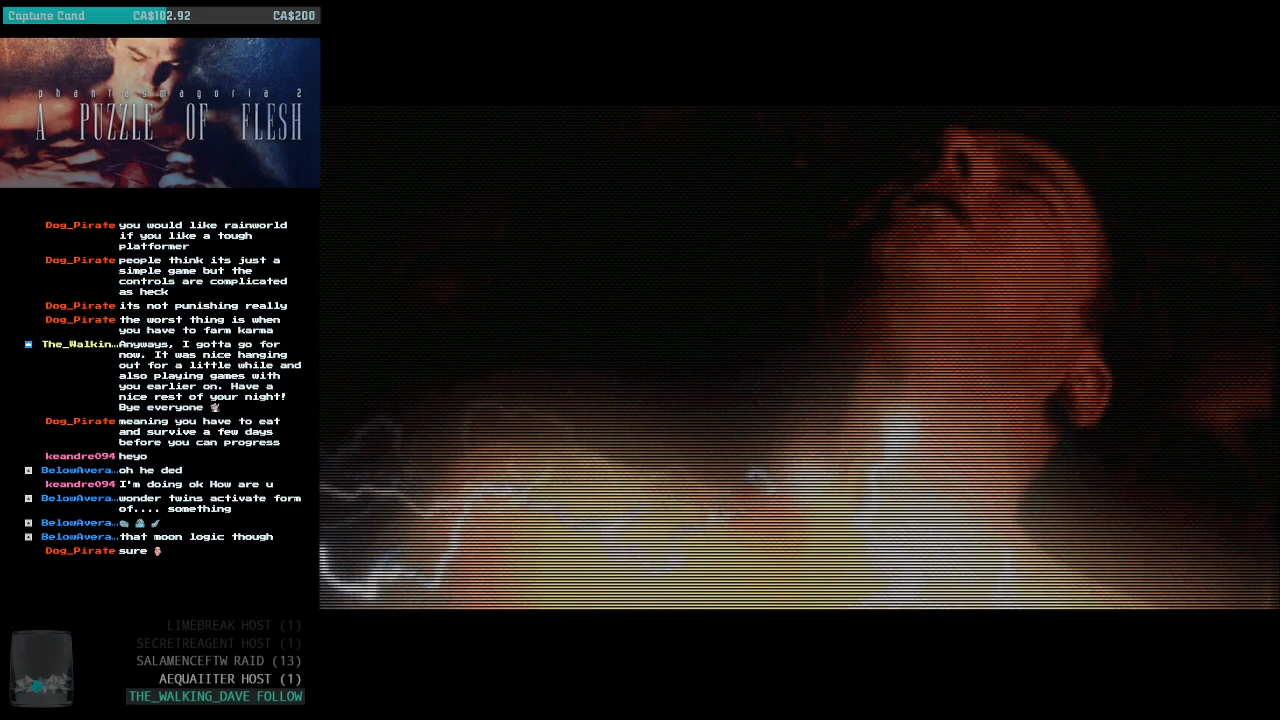 Capture Card CA$102.92 CA$200
phantasmagoria 2
A PUZZLE OF FLESH
Dog_Pirate you would like rainworld
if you like a tough
platformer
Dog_Pirate people think its just a
simple game but the
controls are complicated
as heck
Dog_Pirate its not punishing really
Dog_Pirate the worst thing is when
you have to farm karma
The_Walkin… Anyways, I gotta go for
now. It was nice hanging
out for a little while and
also playing games with
you earlier on. Have a
nice rest of your night!
Bye everyone
Dog_Pirate meaning you have to eat
and survive a few days
before you can progress
keandre094 heyo
BelowAvera… oh he ded
keandre094 I'm doing ok How are u
BelowAvera… wonder twins activate form
of.... something
BelowAvera…
BelowAvera… that moon logic though
Dog_Pirate sure
LIMEBREAK HOST (1)
SECRETREAGENT HOST (1)
SALAMENCEFTW RAID (13)
AEQUAIITER HOST (1)
THE_WALKING_DAVE FOLLOW